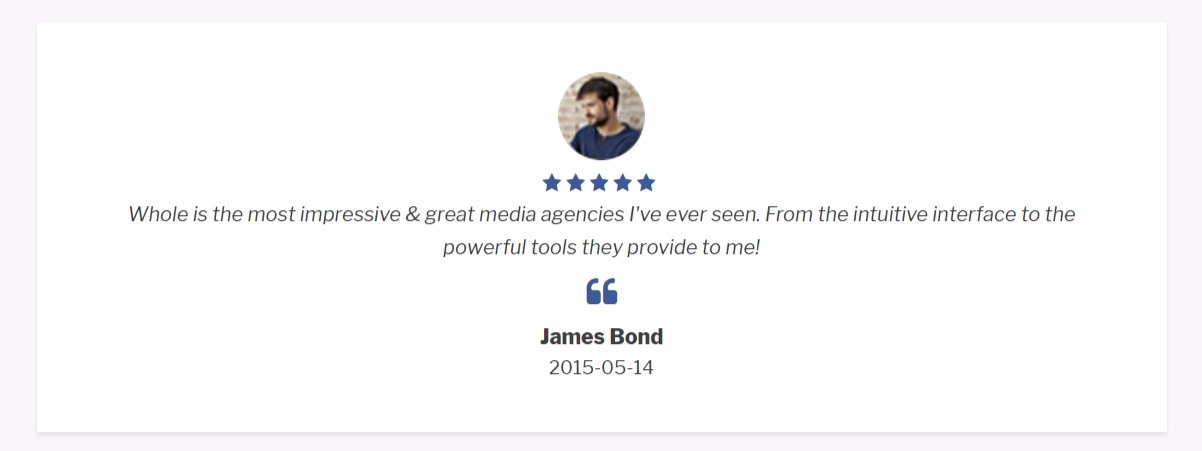 Whole is the most impressive & great media agencies I've ever seen. From the intuitive interface to the
powerful tools they provide to me!
James Bond
2015-05-14